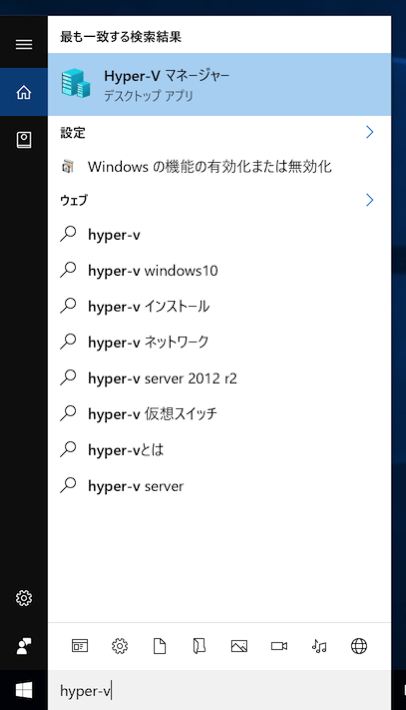 最も一致する検索結果
Hyper-V マネージャー
デスクトップ アプリ
設定
Windows の機能の有効化または無効化
ウェブ
hyper-v
hyper-v windows10
hyper-v インストール
hyper-v ネットワーク
hyper-v server 2012 r2
hyper-v 仮想スイッチ
hyper-vとは
hyper-v server
hyper-v